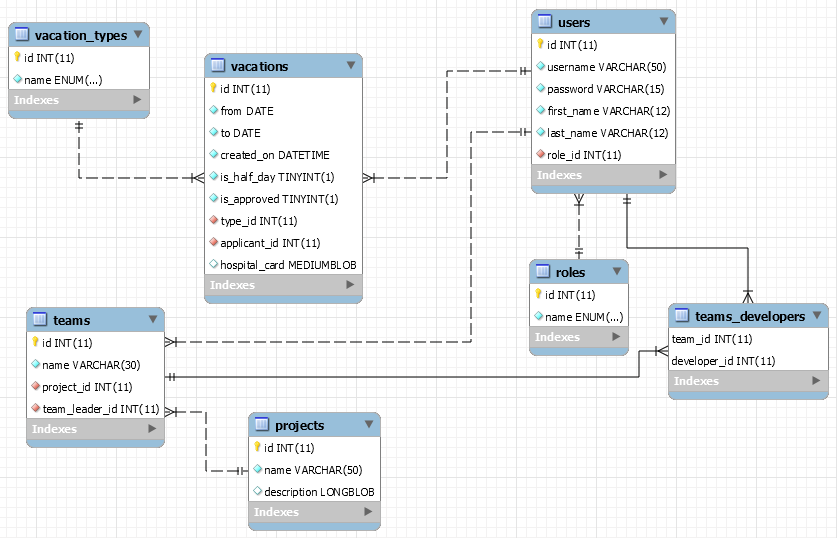 vacation_types
id INT(11)
name ENUM(...)
Indexes
vacations
id INT(11)
from DATE
to DATE
created_on DATETIME
is_half_day TINYINT(1)
is_approved TINYINT(1)
type_id INT(11)
applicant_id INT(11)
hospital_card MEDIUMBLOB
Indexes
users
id INT(11)
username VARCHAR(50)
password VARCHAR(15)
first_name VARCHAR(12)
last_name VARCHAR(12)
role_id INT(11)
Indexes
roles
id INT(11)
name ENUM(...)
Indexes
teams
id INT(11)
name VARCHAR(30)
project_id INT(11)
team_leader_id INT(11)
Indexes
teams_developers
team_id INT(11)
developer_id INT(11)
Indexes
projects
id INT(11)
name VARCHAR(50)
description LONGBLOB
Indexes